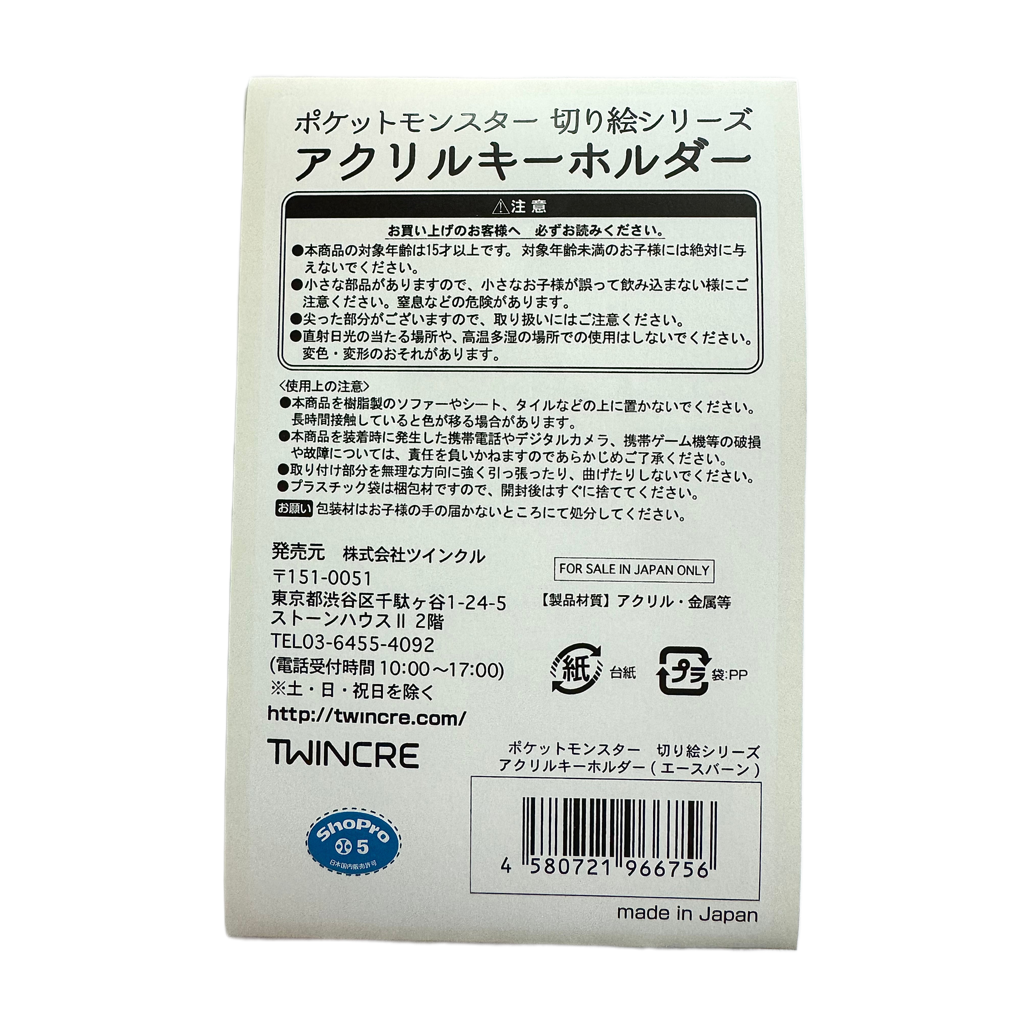 ポケットモンスター 切り絵シリーズ
アクリルキーホルダー
⚠注意
お買い上げのお客様へ 必ずお読みください。
●本商品の対象年齢は15才以上です。対象年齢未満のお子様には絶対に与
えないでください。
●小さな部品がありますので、小さなお子様が誤って飲み込まない様にご
注意ください。窒息などの危険があります。
●尖った部分がございますので、取り扱いにはご注意ください。
●直射日光の当たる場所や、高温多湿の場所での使用はしないでください。
変色・変形のおそれがあります。
〈使用上の注意〉
●本商品を樹脂製のソファーやシート、タイルなどの上に置かないでください。
長時間接触していると色が移る場合があります。
●本商品を装着時に発生した携帯電話やデジタルカメラ、携帯ゲーム機等の破損
や故障については、責任を負いかねますのであらかじめご了承ください。
●取り付け部分を無理な方向に強く引っ張ったり、曲げたりしないでください。
●プラスチック袋は梱包材ですので、開封後はすぐに捨ててください。
お願い 包装材はお子様の手の届かないところにて処分してください。
発売元 株式会社ツインクル
〒151-0051
東京都渋谷区千駄ヶ谷1-24-5
ストーンハウスⅡ 2階
TEL03-6455-4092
(電話受付時間 10:00～17:00)
※土・日・祝日を除く
http://twincre.com/
TWINCRE
FOR SALE IN JAPAN ONLY
【製品材質】アクリル・金属等
紙 台紙
プラ 袋:PP
ポケットモンスター 切り絵シリーズ
アクリルキーホルダー(エースバーン)
4 580721 966756
made in Japan
ShoPro
5
日本国内販売許可